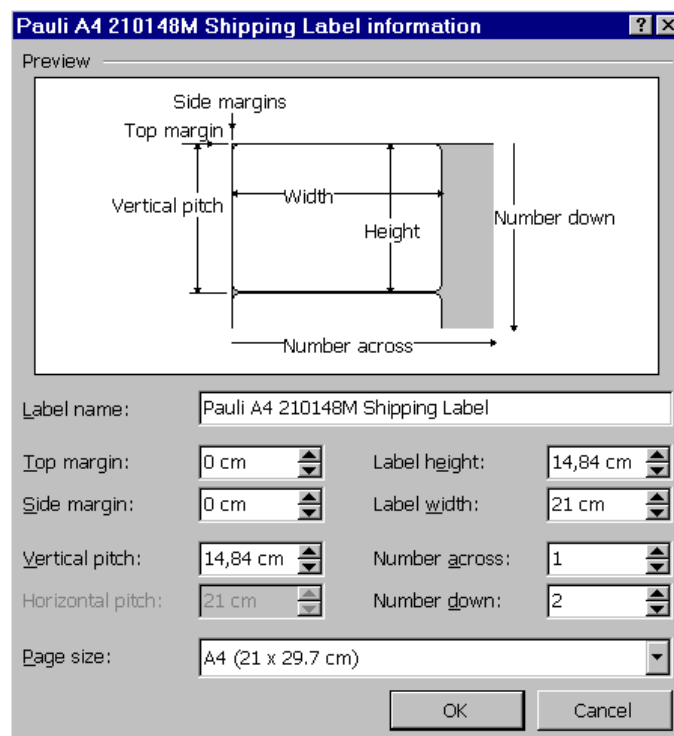 Pauli A4 210148M Shipping Label information
Preview
Side margins
Top margin
Vertical pitch
Width
Height
Number down
Number across
Label name: Pauli A4 210148M Shipping Label
Top margin: 0 cm Label height: 14,84 cm
Side margin: 0 cm Label width: 21 cm
Vertical pitch: 14,84 cm Number across: 1
Horizontal pitch: 21 cm Number down: 2
Page size: A4 (21 x 29.7 cm)
OK Cancel